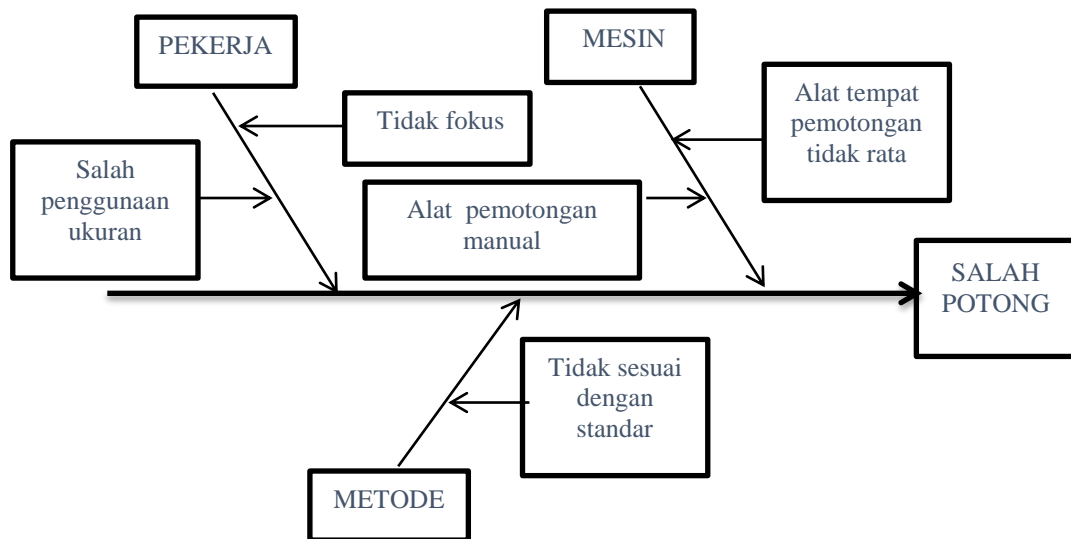 PEKERJA
MESIN
Tidak fokus
Alat tempat
pemotongan
tidak rata
Salah
penggunaan
ukuran
Alat pemotongan
manual
SALAH
POTONG
Tidak sesuai
dengan
standar
METODE